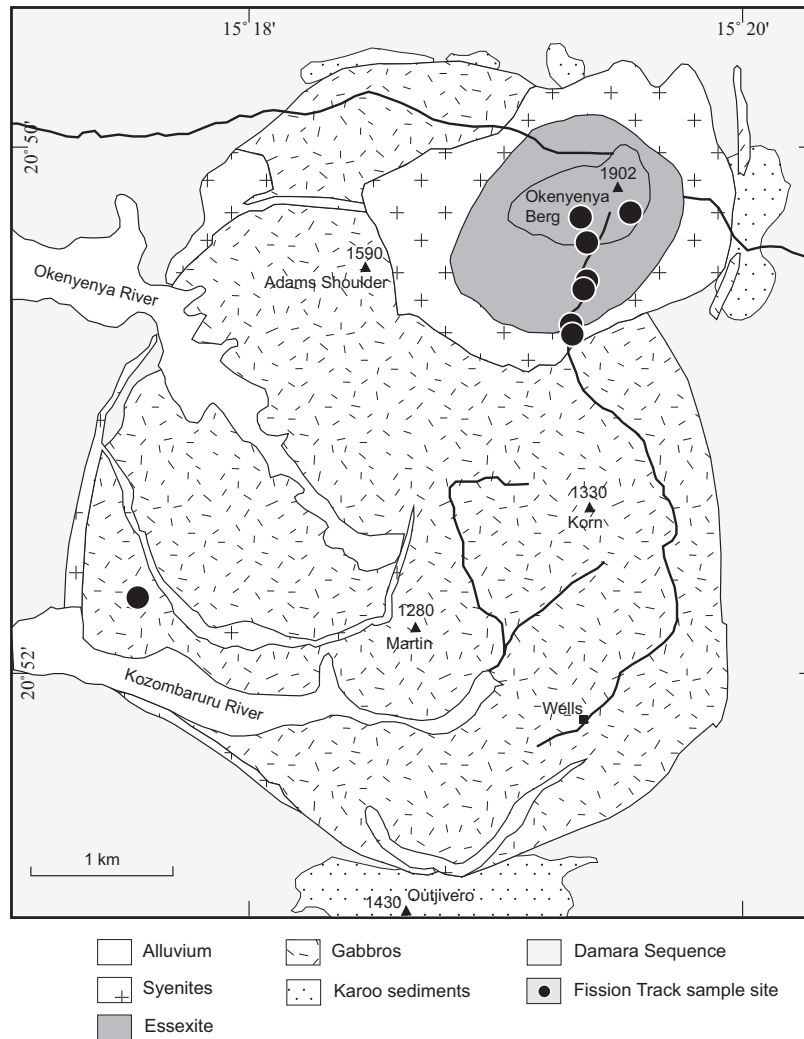 15° 18'
15° 20'
20° 50'
1902
Okenyenya
Berg
1590
Adams Shoulder
Okenyenya River
1330
Korn
1280
Martin
20° 52'
Kozombaruru River
Wells
1 km
Outjivero
1430
Alluvium
Gabbros
Damara Sequence
Syenites
Karoo sediments
Fission Track sample site
Essexite